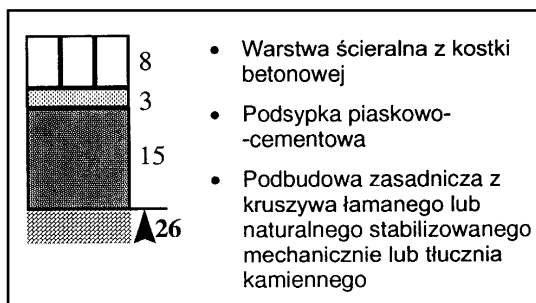 8
3
15
26
• Warstwa ścieralna z kostki
betonowej
• Podsypka piaskowo-
-cementowa
• Podbudowa zasadnicza z
kruszywa łamanego lub
naturalnego stabilizowanego
mechanicznie lub tłucznia
kamiennego